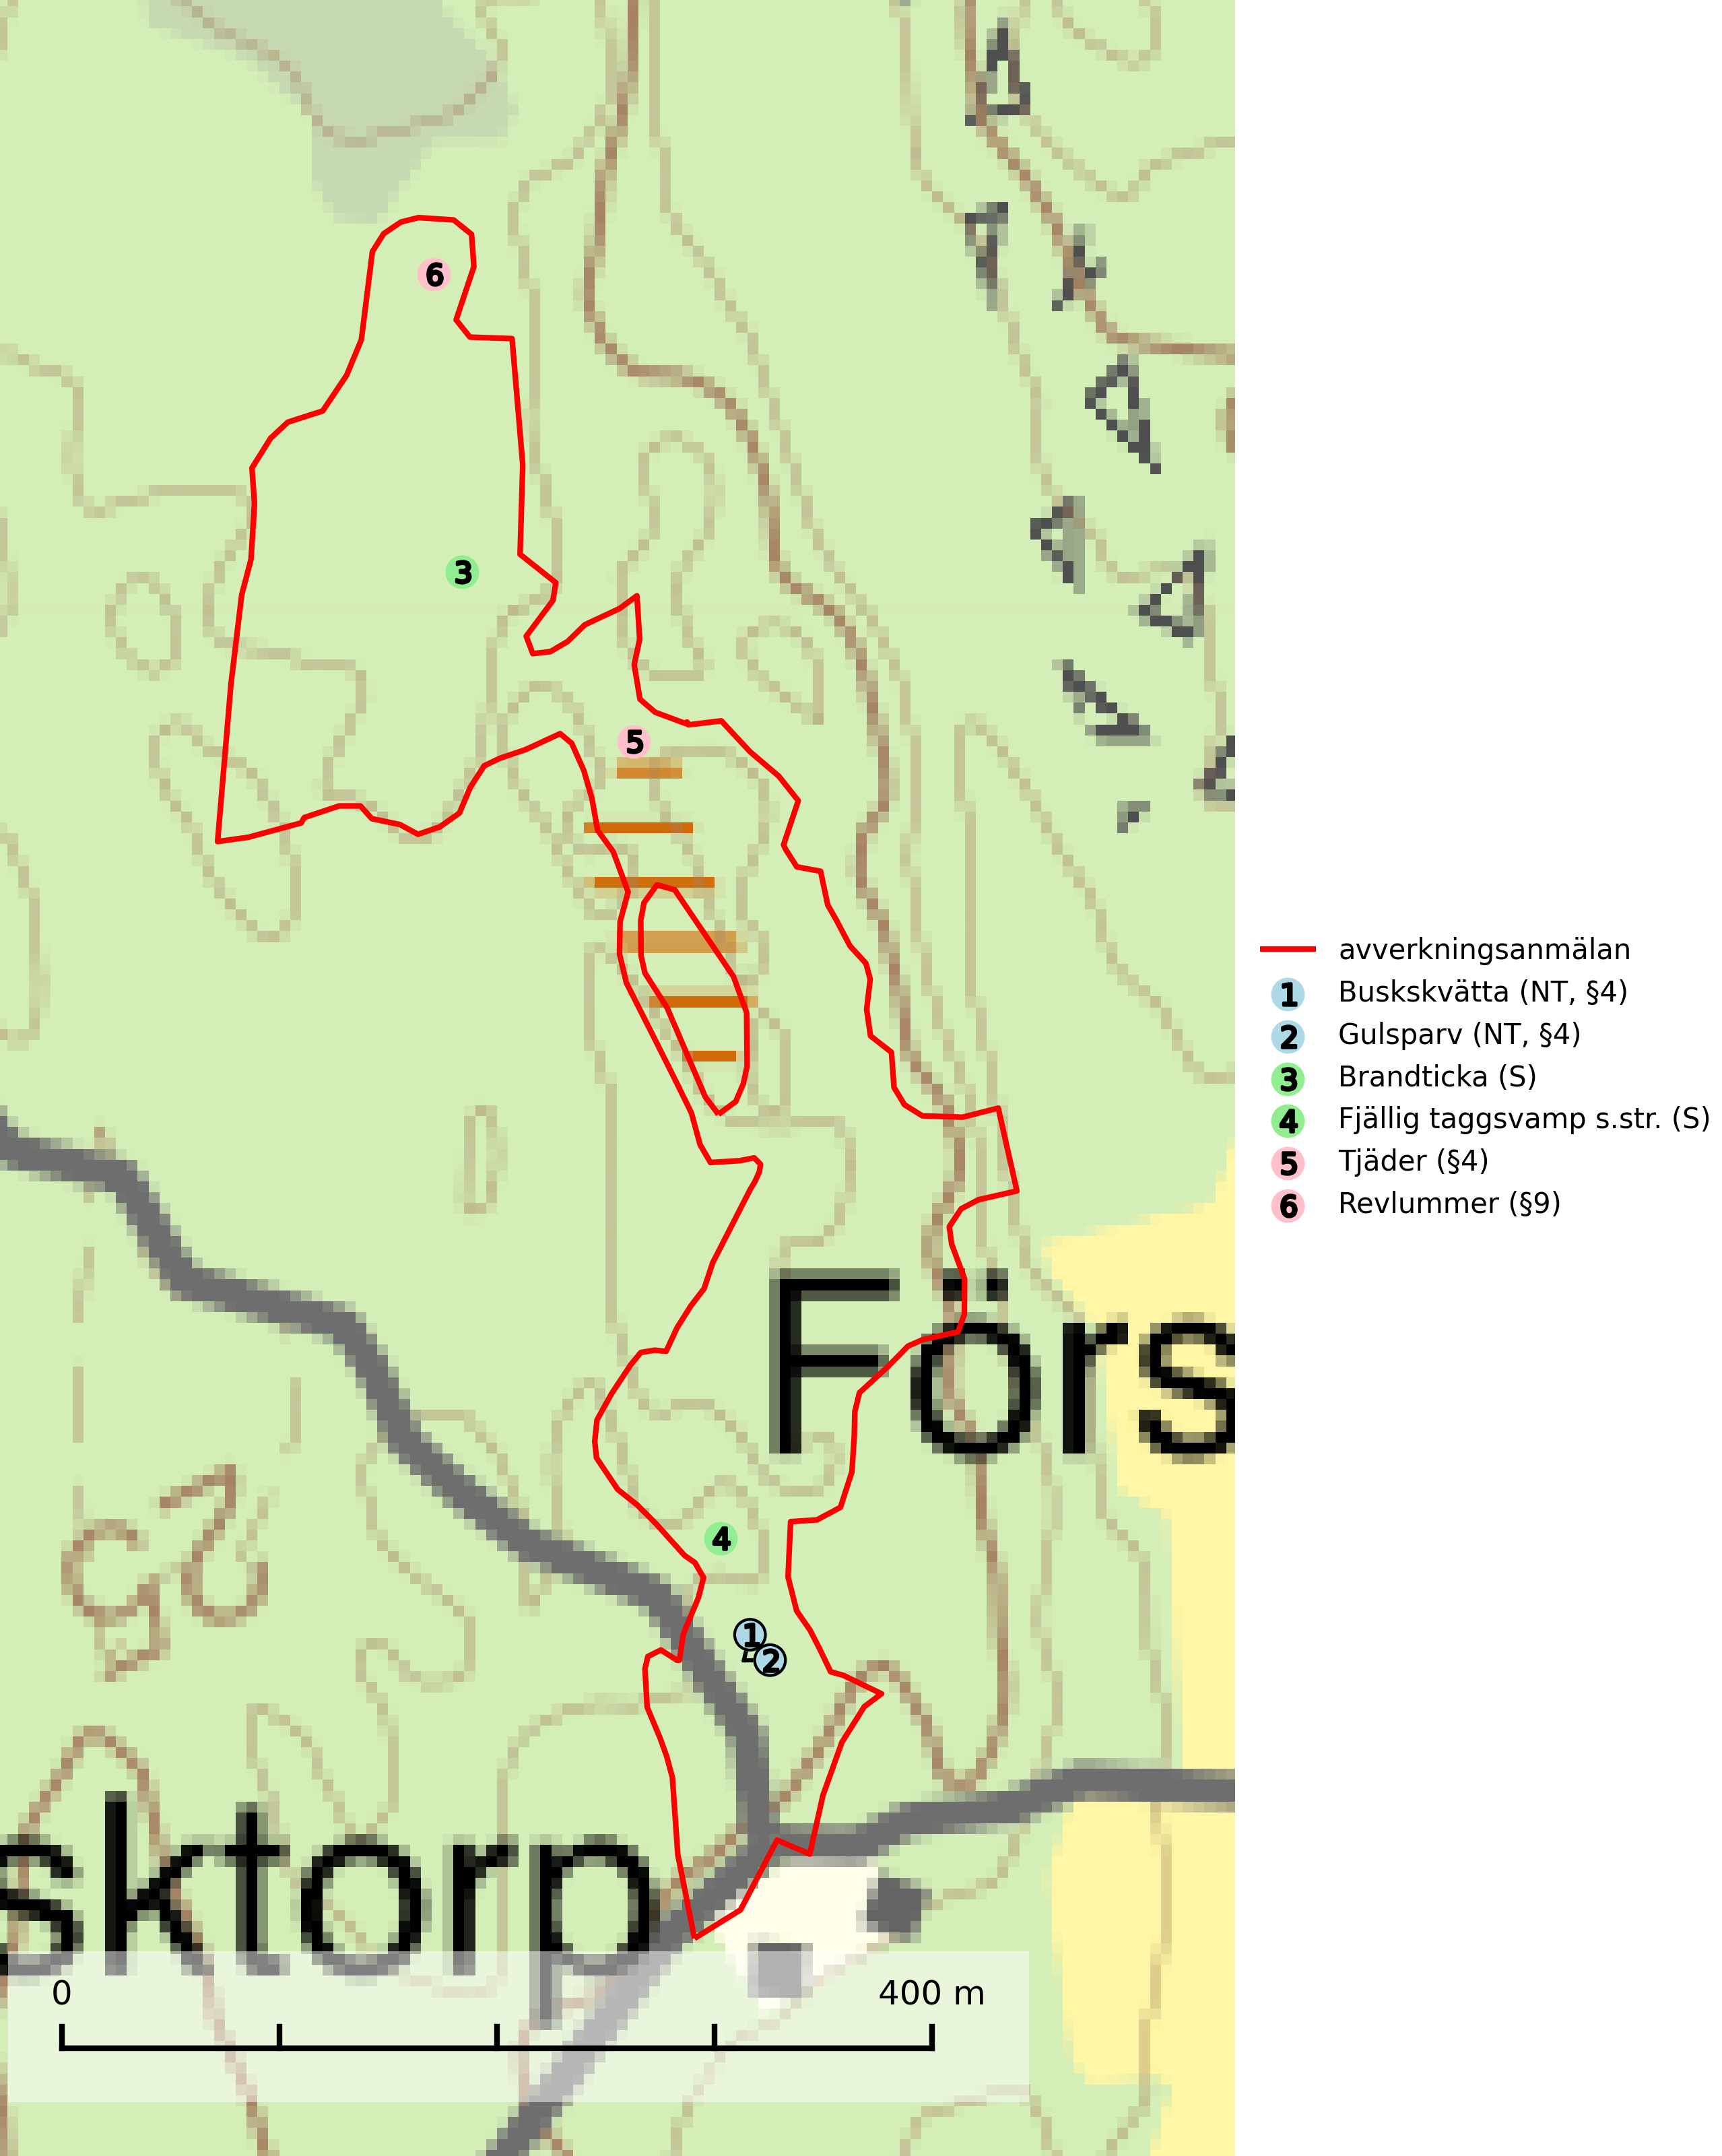 6
3
5
Förs
4
1
2
sktorp
0 400 m
avverkningsanmälan
1 Buskskvätta (NT, §4)
2 Gulsparv (NT, §4)
3 Brandticka (S)
4 Fjällig taggsvamp s.str. (S)
5 Tjäder (§4)
6 Revlummer (§9)